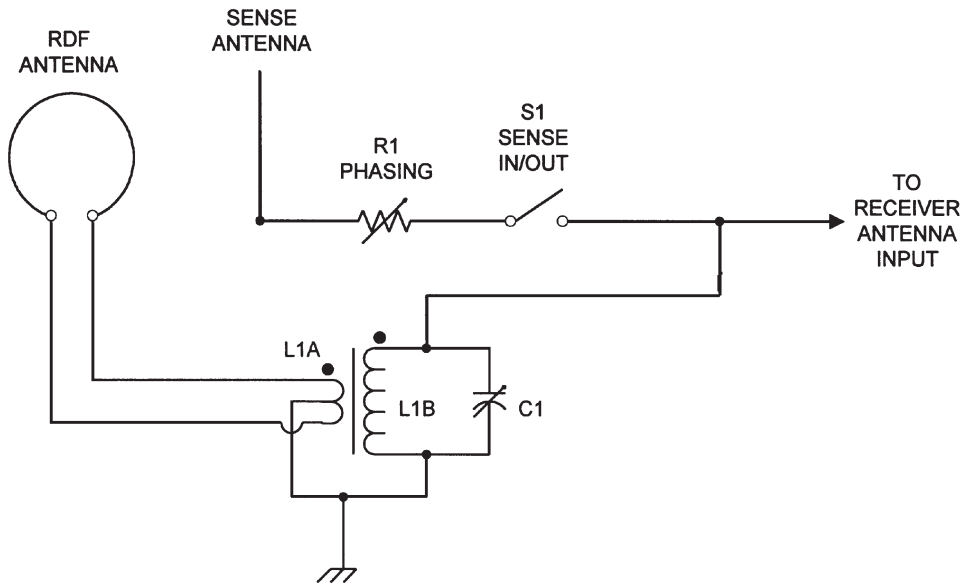 RDF
ANTENNA
SENSE
ANTENNA
R1
PHASING
S1
SENSE
IN/OUT
TO
RECEIVER
ANTENNA
INPUT
L1A
L1B
C1